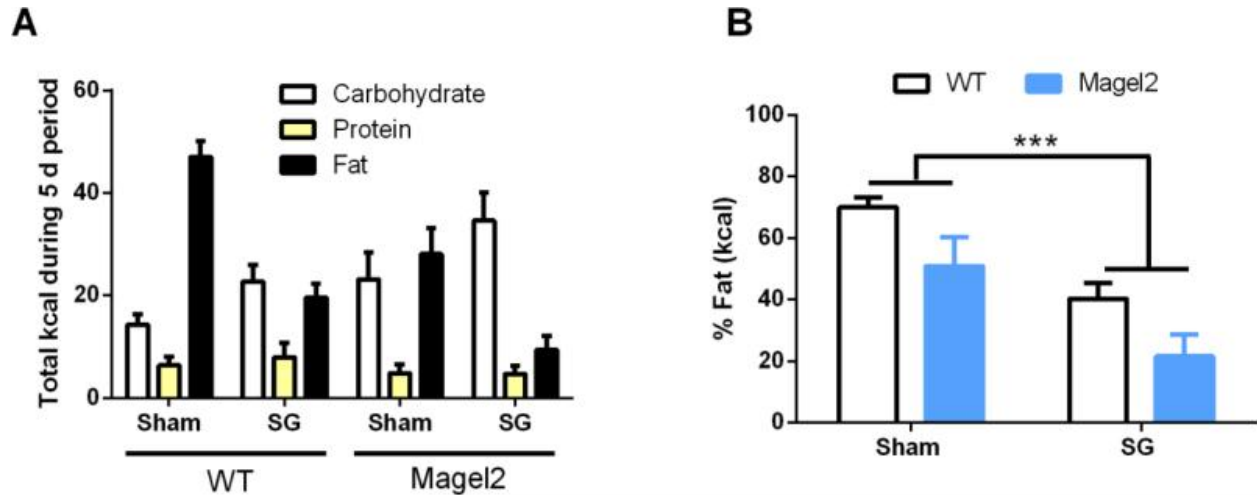 A
Total kcal during 5 d period
60
40
20
0
Carbohydrate
Protein
Fat
Sham SG Sham SG
WT Magel2
B
WT Magel2
% Fat (kcal)
100
80
60
40
20
0
***
Sham SG